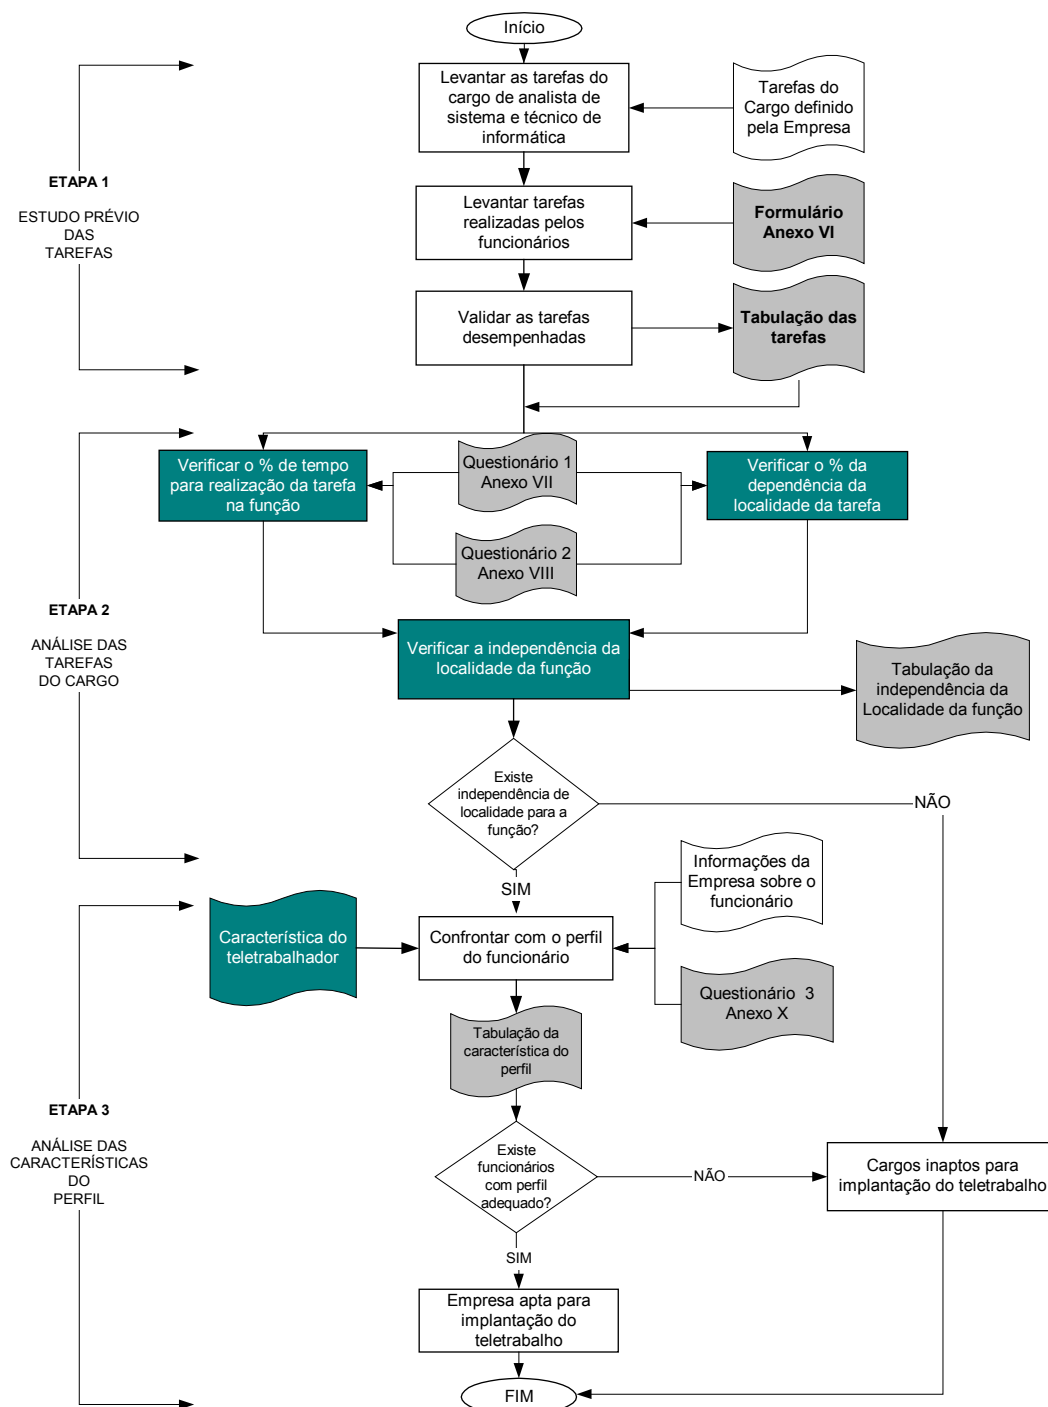 Início
Levantar as tarefas do
cargo de analista de
sistema e técnico de
informática
Tarefas do
Cargo definido
pela Empresa
ETAPA 1
ESTUDO PRÉVIO
DAS
TAREFAS
Levantar tarefas
realizadas pelos
funcionários
Formulário
Anexo VI
Validar as tarefas
desempenhadas
Tabulação das
tarefas
Verificar o % de tempo
para realização da tarefa
na função
Questionário 1
Anexo VII
Verificar o % da
dependência da
localidade da tarefa
Questionário 2
Anexo VIII
ETAPA 2
ANÁLISE DAS
TAREFAS
DO CARGO
Verificar a independência da
localidade da função
Tabulação da
independência da
Localidade da função
Existe
independência de
localidade para a
função?
NÃO
SIM
Informações da
Empresa sobre o
funcionário
Característica do
teletrabalhador
Confrontar com o perfil
do funcionário
Questionário 3
Anexo X
Tabulação da
característica do
perfil
ETAPA 3
ANÁLISE DAS
CARACTERÍSTICAS
DO
PERFIL
Existe
funcionários
com perfil
adequado?
NÃO
Cargos inaptos para
implantação do teletrabalho
SIM
Empresa apta para
implantação do
teletrabalho
FIM